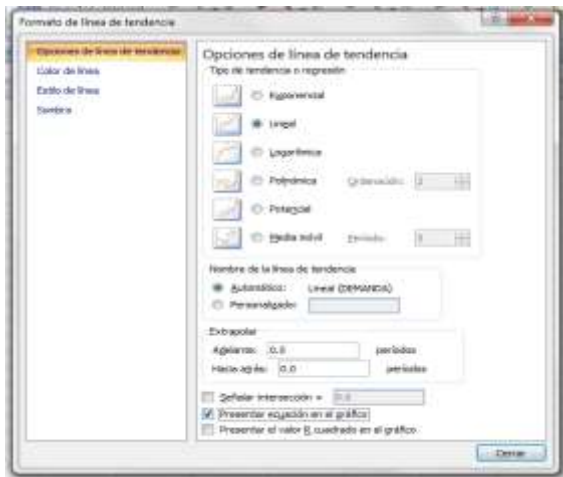 Formato de línea de tendencia
Opciones de línea de tendencia
Color de línea
Estilo de línea
Sombra
Opciones de línea de tendencia
Tipo de tendencia o regresión
Exponencial
Lineal
Logarítmica
Polinómica Ordenación: 2
Potencial
Media móvil Período:
Nombre de la línea de tendencia
Automático: Lineal (DEMANDA)
Personalizado:
Extrapolar
Adelante: 0.0 períodos
Hacia atrás: 0.0 períodos
Señalar intersección = 0.0
Presentar ecuación en el gráfico
Presentar el valor R cuadrado en el gráfico
Cerrar